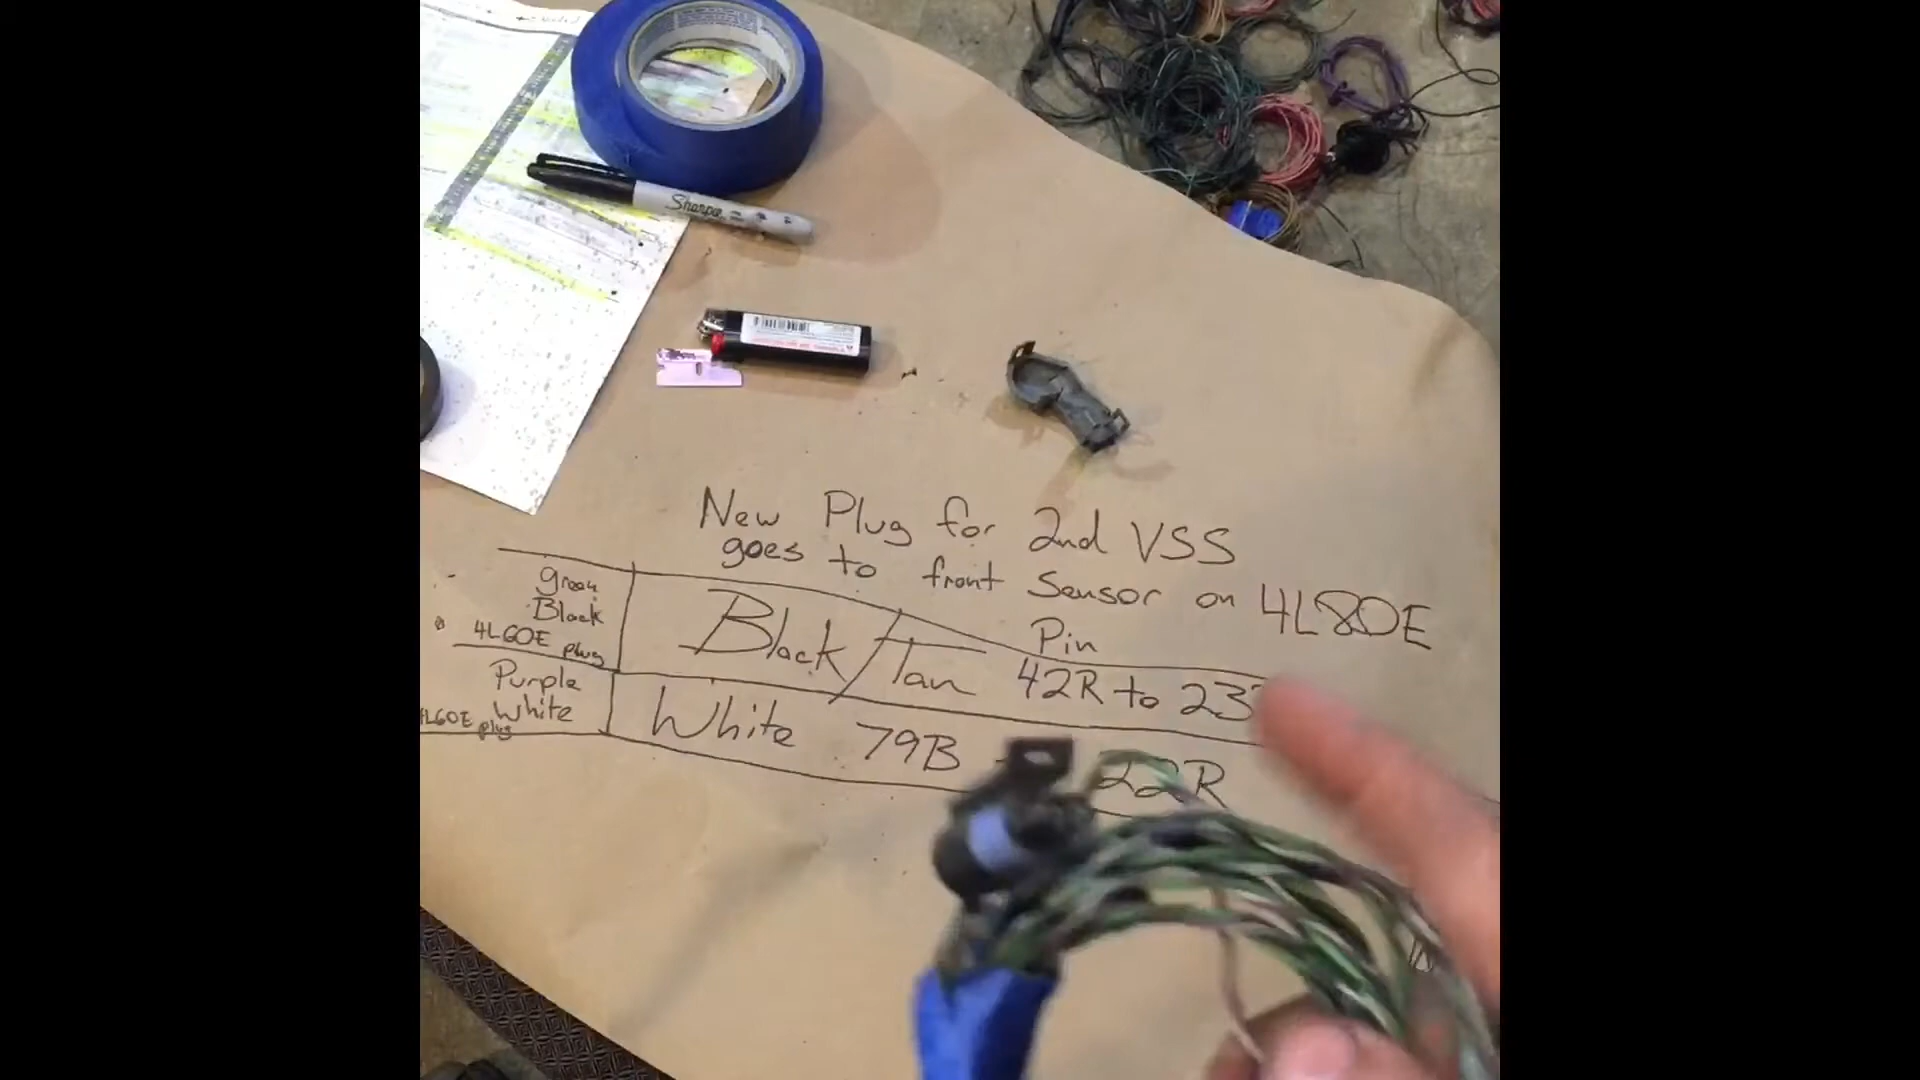 Sharpie
New Plug for 2nd VSS
goes to front Sensor on 4L80E
green
Black
4L60E plug
Black/Tan
Pin
42R to 23
Purple
White
4L60E plug
White 79B
22R